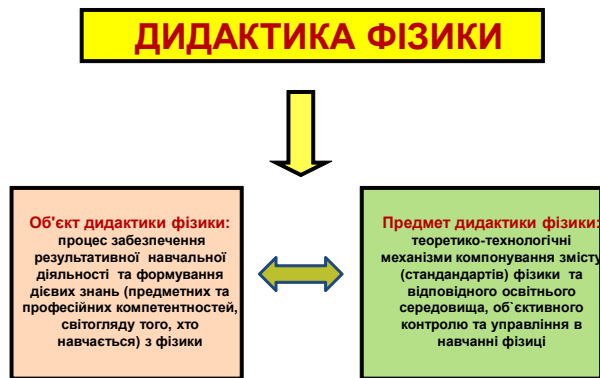 ДИДАКТИКА ФІЗИКИ
Об'єкт дидактики фізики:
процес забезпечення
результативної навчальної
діяльності та формування
дієвих знань (предметних та
професійних компетентностей,
світогляду того, хто
навчається) з фізики
Предмет дидактики фізики:
теоретико-технологічні
механізми компонування змісту
(стандандартів) фізики та
відповідного освітнього
середовища, об`єктивного
контролю та управління в
навчанні фізиці